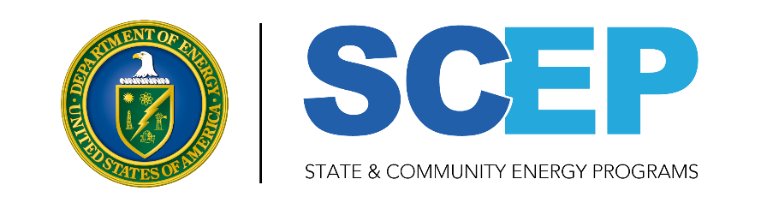 DEPARTMENT OF ENERGY
UNITED STATES OF AMERICA
SCEP
STATE & COMMUNITY ENERGY PROGRAMS